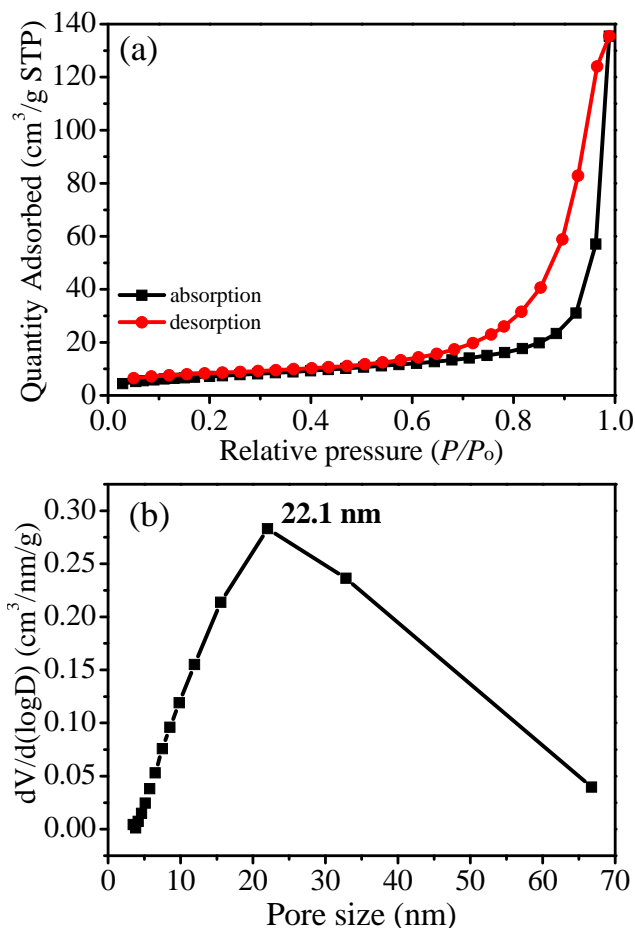 (a)
Quantity Adsorbed (cm³/g STP)
140
120
100
80
60
40
20
0
absorption
desorption
0.0 0.2 0.4 0.6 0.8 1.0
Relative pressure (P/Po)
(b)
22.1 nm
dV/d(logD) (cm³/nm/g)
0.30
0.25
0.20
0.15
0.10
0.05
0.00
0 10 20 30 40 50 60 70
Pore size (nm)